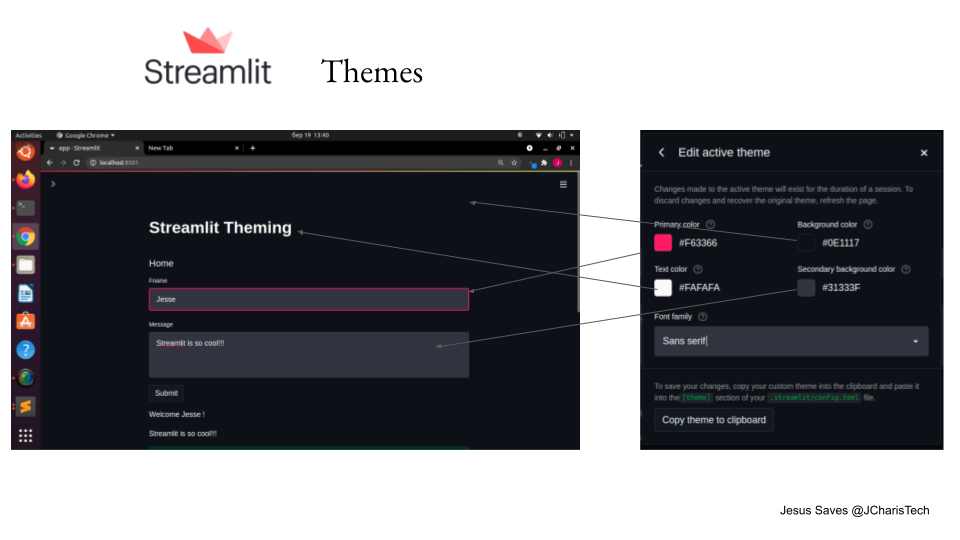 Streamlit
Themes
Activities Google Chrome Sep 19 13:40
app · Streamlit × New Tab × +
localhost:8501
Streamlit Theming
Home
Fname
Jesse
Message
Streamlit is so cool!!!
Submit
Welcome Jesse !
Streamlit is so cool!!!
Edit active theme
Changes made to the active theme will exist for the duration of a session. To
discard changes and recover the original theme, refresh the page.
Primary color Background color
#F63366 #0E1117
Text color Secondary background color
#FAFAFA #31333F
Font family
Sans serif
To save your changes, copy your custom theme into the clipboard and paste it
into the [theme] section of your .streamlit/config.toml file.
Copy theme to clipboard
Jesus Saves @JCharisTech